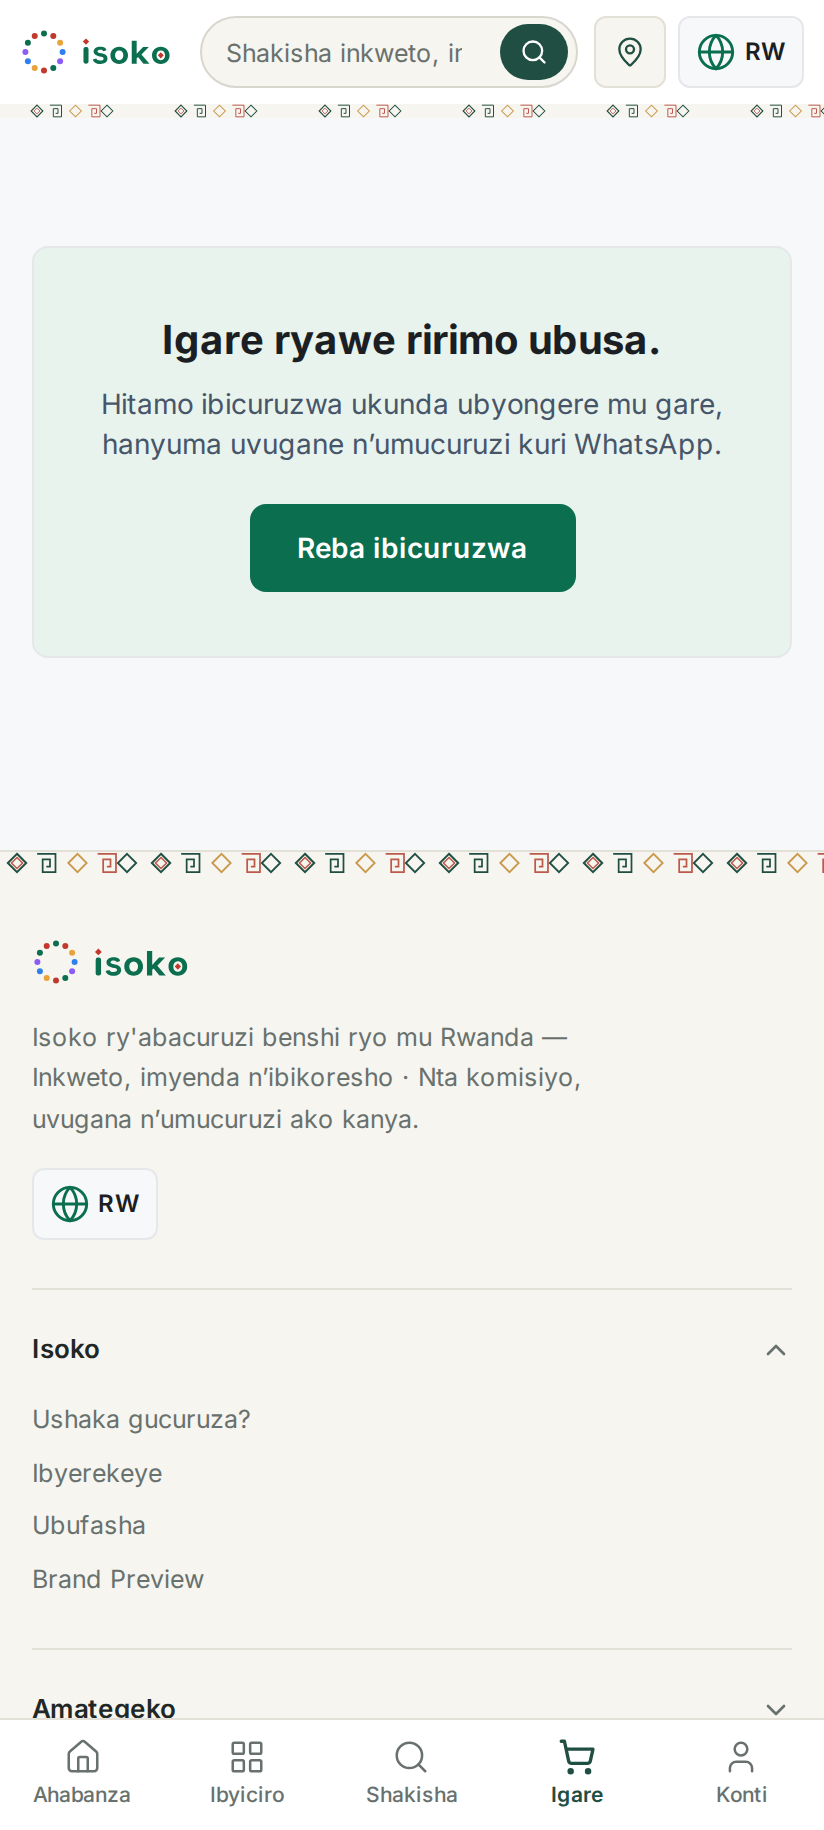 isoko
Shakisha inkweto, ir
RW
Igare ryawe ririmo ubusa.
Hitamo ibicuruzwa ukunda ubyongere mu gare,
hanyuma uvugane n’umucuruzi kuri WhatsApp.
Reba ibicuruzwa
isoko
Isoko ry'abacuruzi benshi ryo mu Rwanda —
Inkweto, imyenda n’ibikoresho · Nta komisiyo,
uvugana n’umucuruzi ako kanya.
RW
Isoko
Ushaka gucuruza?
Ibyerekeye
Ubufasha
Brand Preview
Amategeko
Ahabanza
Ibyiciro
Shakisha
Igare
Konti